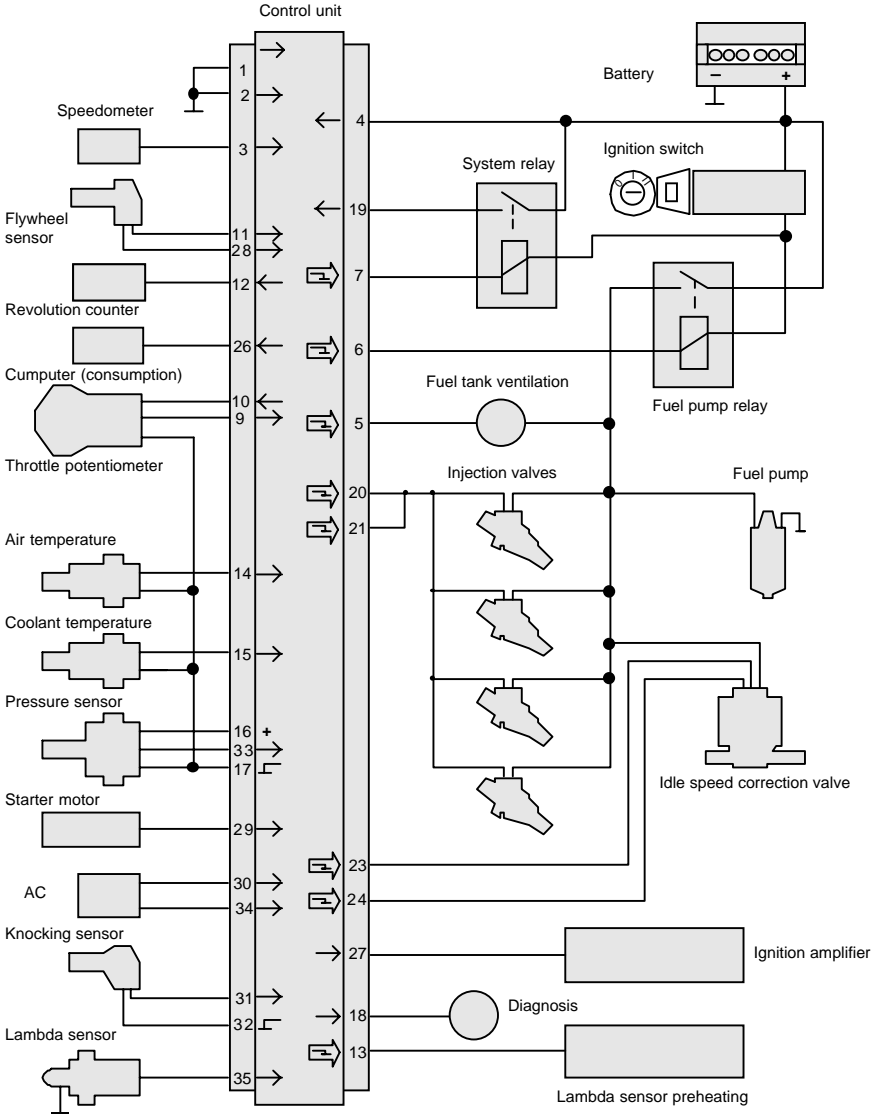 Control unit
1
2
Speedometer
3
Flywheel
sensor
11
28
12
Revolution counter
26
Cumputer (consumption)
10
9
Throttle potentiometer
Air temperature
14
Coolant temperature
15
Pressure sensor
16 +
33
17
Starter motor
29
AC
30
34
Knocking sensor
31
32
Lambda sensor
35
4
19
7
6
5
20
21
23
24
27
18
13
Battery
− +
System relay
Ignition switch
Fuel pump relay
Fuel tank ventilation
Injection valves
Fuel pump
Idle speed correction valve
Ignition amplifier
Diagnosis
Lambda sensor preheating